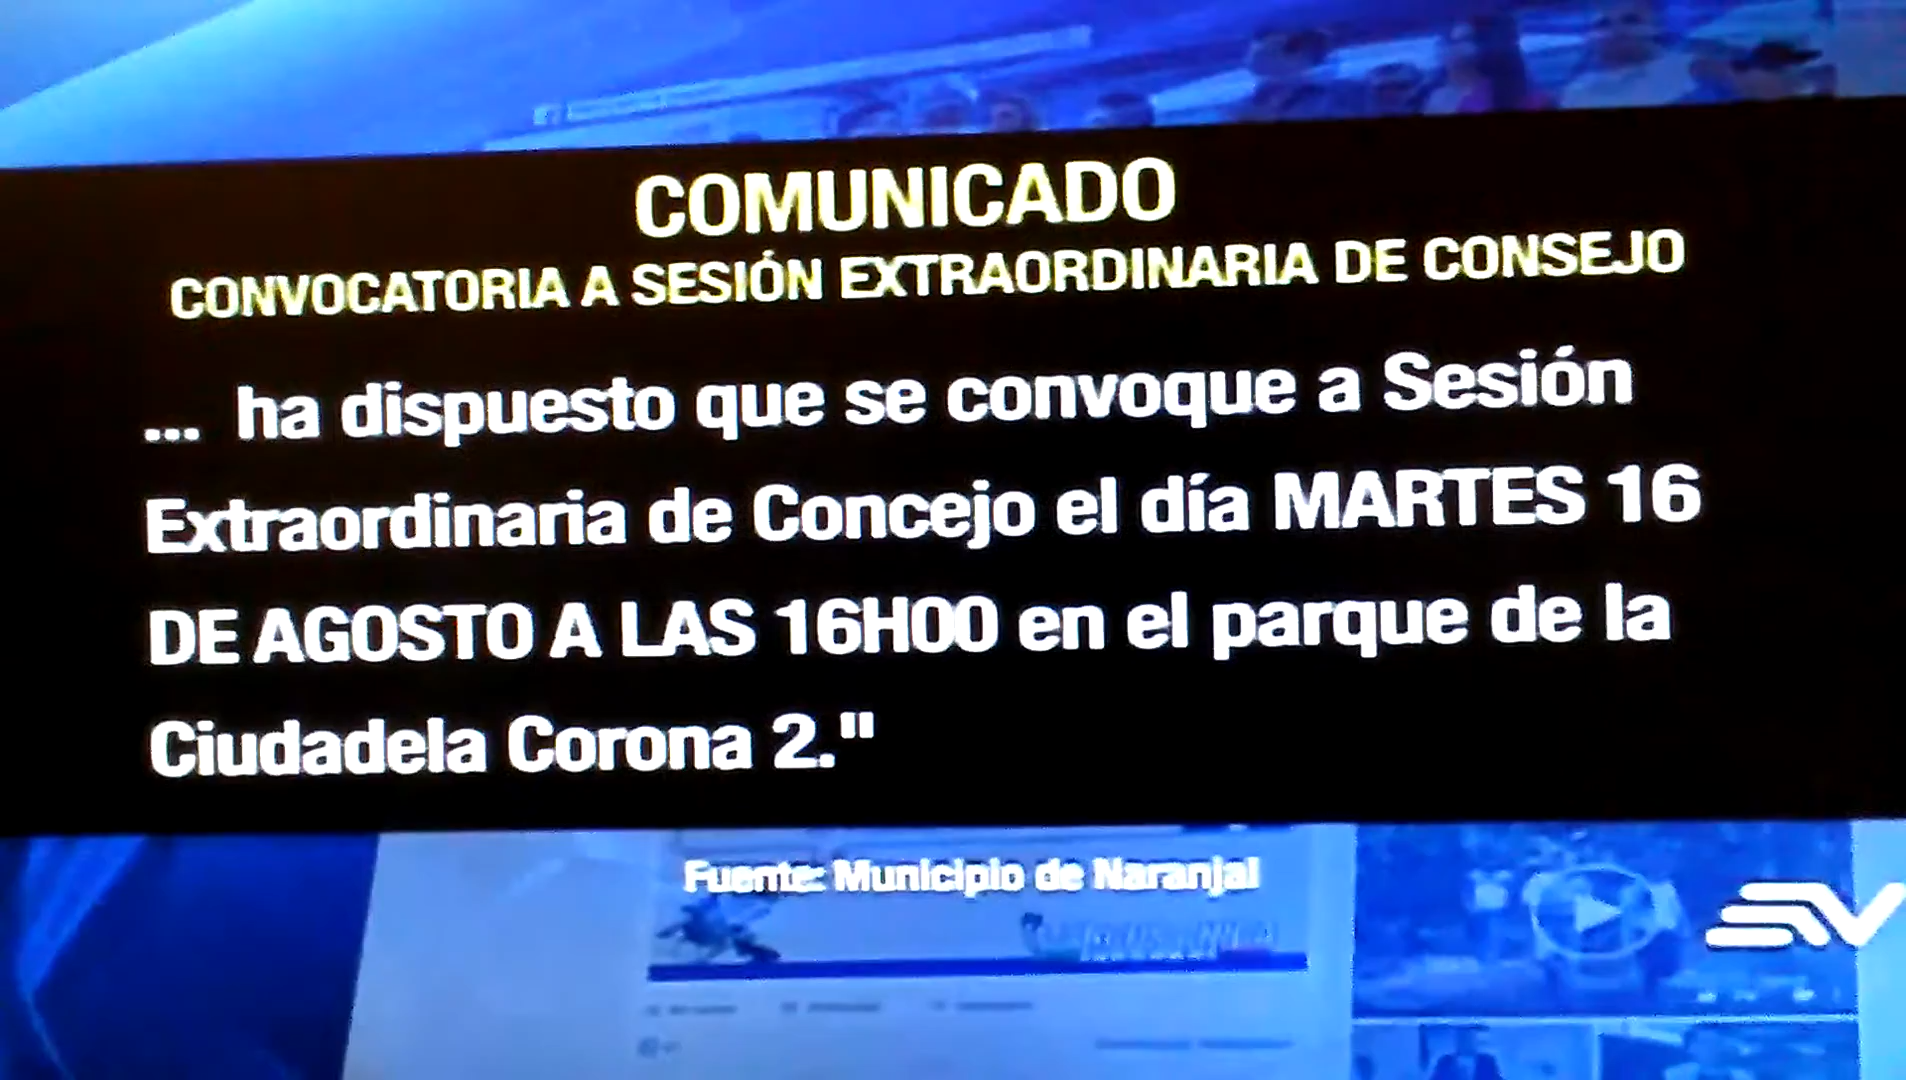 COMUNICADO
CONVOCATORIA A SESIÓN EXTRAORDINARIA DE CONSEJO
... ha dispuesto que se convoque a Sesión
Extraordinaria de Concejo el día MARTES 16
DE AGOSTO A LAS 16H00 en el parque de la
Ciudadela Corona 2."
Fuente: Municipio de Naranjal